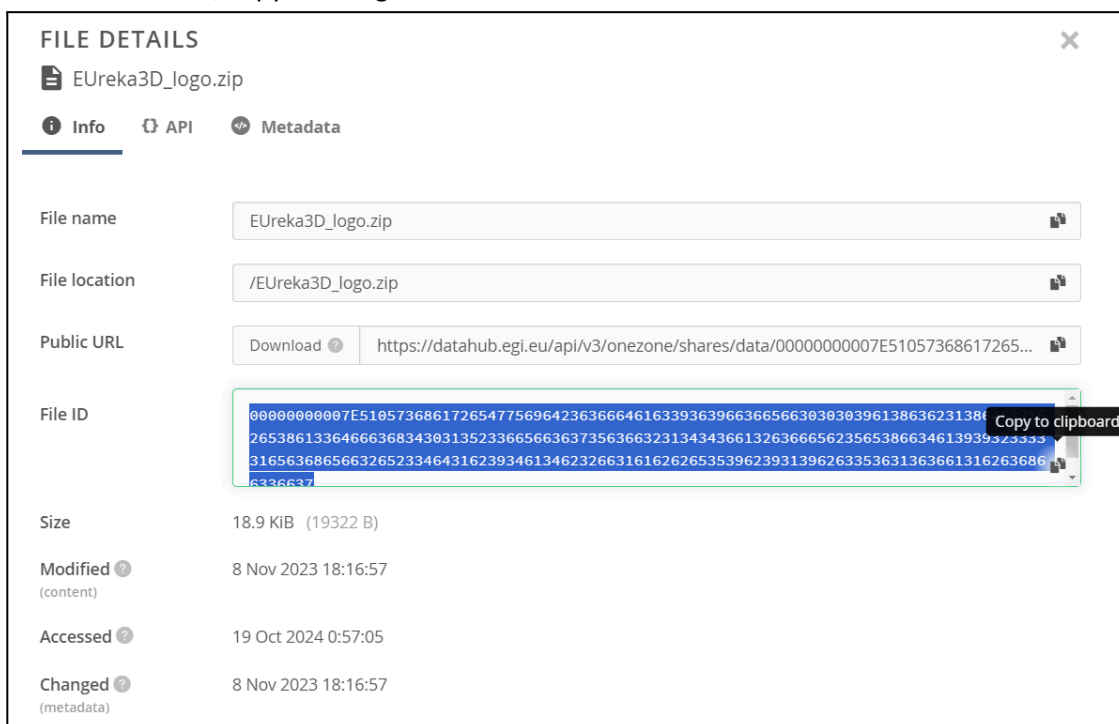 FILE DETAILS
EUreka3D_logo.zip
Info API Metadata
File name EUreka3D_logo.zip
File location /EUreka3D_logo.zip
Public URL Download https://datahub.egi.eu/api/v3/onezone/shares/data/00000000007E51057368617265...
File ID
Copy to clipboard
6336637
Size 18.9 KiB (19322 B)
Modified 8 Nov 2023 18:16:57
(content)
Accessed 19 Oct 2024 0:57:05
Changed 8 Nov 2023 18:16:57
(metadata)